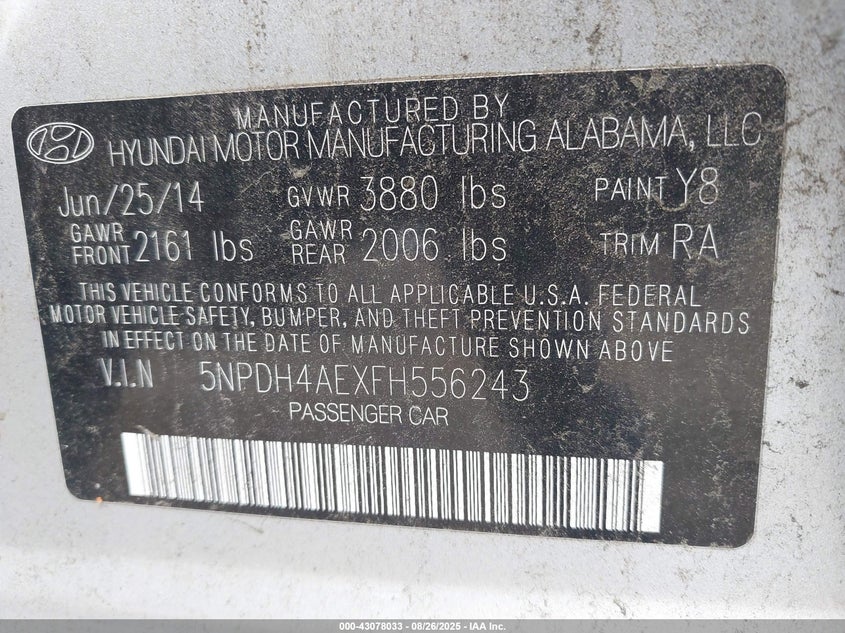 MANUFACTURED BY
HYUNDAI MOTOR MANUFACTURING ALABAMA, LLC
Jun/25/14 GVWR 3880 lbs PAINT Y8
GAWR FRONT 2161 lbs GAWR REAR 2006 lbs TRIM RA
THIS VEHICLE CONFORMS TO ALL APPLICABLE U.S.A. FEDERAL
MOTOR VEHICLE SAFETY, BUMPER, AND THEFT PREVENTION STANDARDS
IN EFFECT ON THE DATE OF MANUFACTURE SHOWN ABOVE.
V.I.N 5NPDH4AEXFH556243
PASSENGER CAR
000-43078033 - 08/26/2025 - IAA Inc.